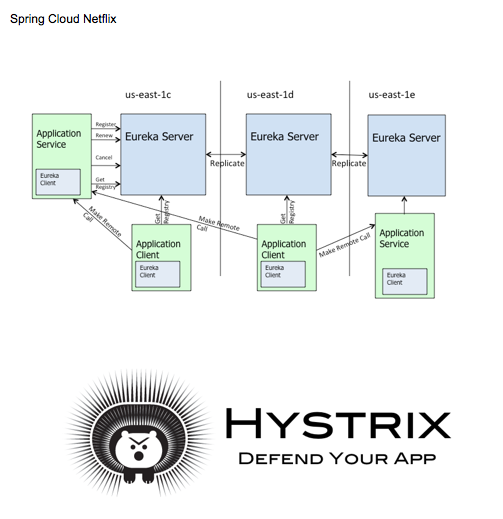 Spring Cloud Netflix
us-east-1c
us-east-1d
us-east-1e
Application
Service
Eureka
Client
Register
Renew
Cancel
Get
Registry
Eureka Server
Replicate
Eureka Server
Replicate
Eureka Server
Make Remote
Call
Get
Registry
Make Remote
Call
Get
Registry
Make Remote Call
Application
Client
Eureka
Client
Application
Client
Eureka
Client
Application
Service
Eureka
Client
HYSTRIX
DEFEND YOUR APP